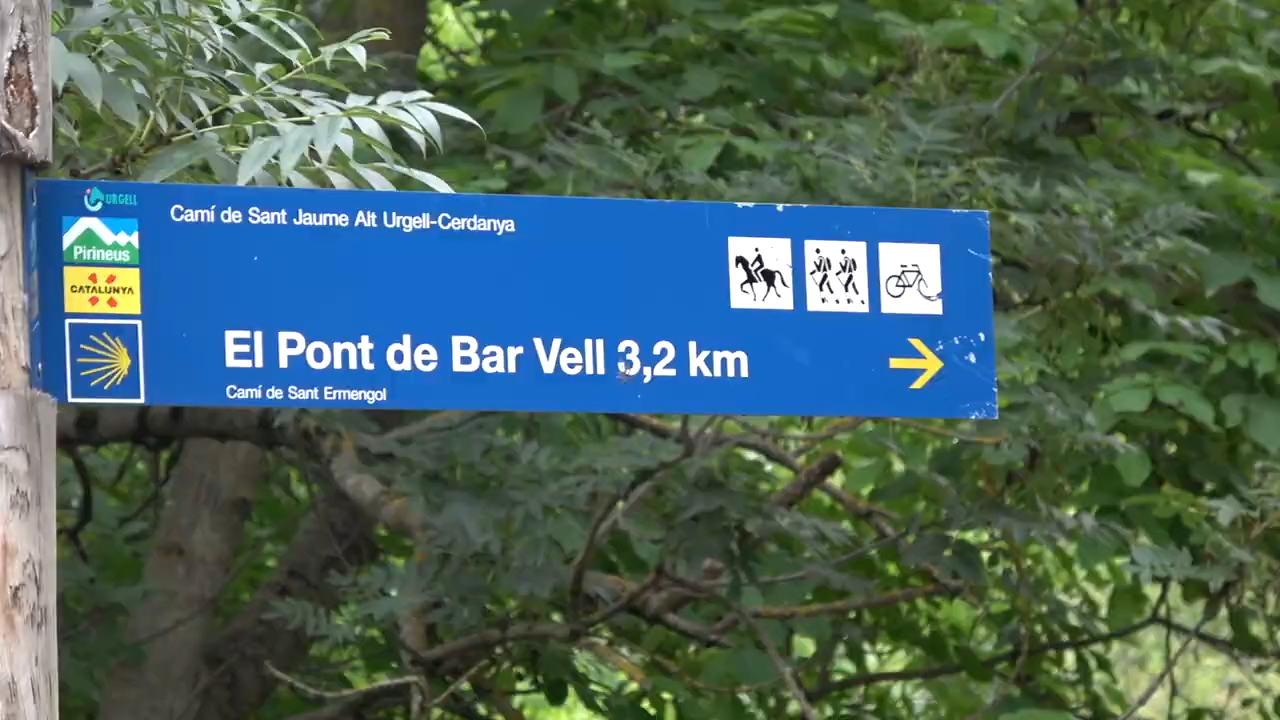 URGELL
Pirineus
CATALUNYA
Camí de Sant Jaume Alt Urgell-Cerdanya
El Pont de Bar Vell 3,2 km
Camí de Sant Ermengol